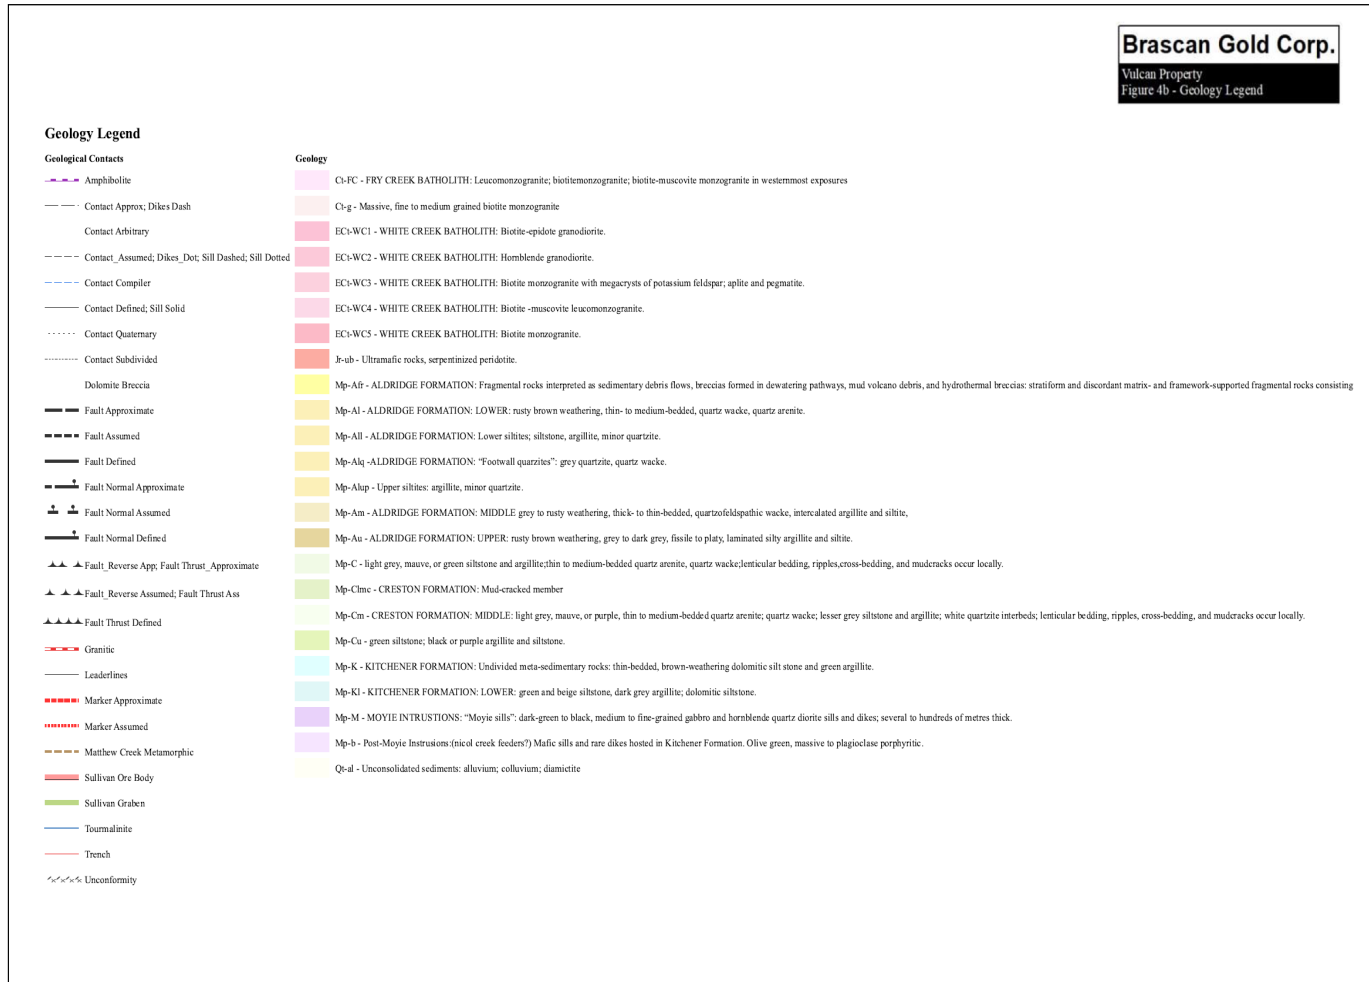 Brascan Gold Corp.
Vulcan Property
Figure 4b - Geology Legend
Geology Legend
Geological Contacts
Amphibolite
Contact Approx; Dikes Dash
Contact Arbitrary
Contact_Assumed; Dikes_Dot; Sill Dashed; Sill Dotted
Contact Compiler
Contact Defined; Sill Solid
Contact Quaternary
Contact Subdivided
Dolomite Breccia
Fault Approximate
Fault Assumed
Fault Defined
Fault Normal Approximate
Fault Normal Assumed
Fault Normal Defined
Fault_Reverse App; Fault Thrust_Approximate
Fault_Reverse Assumed; Fault Thrust Ass
Fault Thrust Defined
Granitic
Leaderlines
Marker Approximate
Marker Assumed
Matthew Creek Metamorphic
Sullivan Ore Body
Sullivan Graben
Tourmalinite
Trench
Unconformity
Geology
Ct-FC - FRY CREEK BATHOLITH: Leucomonzogranite; biotitemonzogranite; biotite-muscovite monzogranite in westernmost exposures
Ct-g - Massive, fine to medium grained biotite monzogranite
ECt-WC1 - WHITE CREEK BATHOLITH: Biotite-epidote granodiorite.
ECt-WC2 - WHITE CREEK BATHOLITH: Hornblende granodiorite.
ECt-WC3 - WHITE CREEK BATHOLITH: Biotite monzogranite with megacrysts of potassium feldspar; aplite and pegmatite.
ECt-WC4 - WHITE CREEK BATHOLITH: Biotite -muscovite leucomonzogranite.
ECt-WC5 - WHITE CREEK BATHOLITH: Biotite monzogranite.
Jr-ub - Ultramafic rocks, serpentinized peridotite.
Mp-Afr - ALDRIDGE FORMATION: Fragmental rocks interpreted as sedimentary debris flows, breccias formed in dewatering pathways, mud volcano debris, and hydrothermal breccias: stratiform and discordant matrix- and framework-supported fragmental rocks consisting
Mp-Al - ALDRIDGE FORMATION: LOWER: rusty brown weathering, thin- to medium-bedded, quartz wacke, quartz arenite.
Mp-All - ALDRIDGE FORMATION: Lower siltites; siltstone, argillite, minor quartzite.
Mp-Alq -ALDRIDGE FORMATION: “Footwall quarzites”: grey quartzite, quartz wacke.
Mp-Alup - Upper siltites: argillite, minor quartzite.
Mp-Am - ALDRIDGE FORMATION: MIDDLE grey to rusty weathering, thick- to thin-bedded, quartzofeldspathic wacke, intercalated argillite and siltite,
Mp-Au - ALDRIDGE FORMATION: UPPER: rusty brown weathering, grey to dark grey, fissile to platy, laminated silty argillite and siltite.
Mp-C - light grey, mauve, or green siltstone and argillite;thin to medium-bedded quartz arenite, quartz wacke;lenticular bedding, ripples,cross-bedding, and mudcracks occur locally.
Mp-Clmc - CRESTON FORMATION: Mud-cracked member
Mp-Cm - CRESTON FORMATION: MIDDLE: light grey, mauve, or purple, thin to medium-bedded quartz arenite; quartz wacke; lesser grey siltstone and argillite; white quartzite interbeds; lenticular bedding, ripples, cross-bedding, and mudcracks occur locally.
Mp-Cu - green siltstone; black or purple argillite and siltstone.
Mp-K - KITCHENER FORMATION: Undivided meta-sedimentary rocks: thin-bedded, brown-weathering dolomitic silt stone and green argillite.
Mp-Kl - KITCHENER FORMATION: LOWER: green and beige siltstone, dark grey argillite; dolomitic siltstone.
Mp-M - MOYIE INTRUSTIONS: “Moyie sills”: dark-green to black, medium to fine-grained gabbro and hornblende quartz diorite sills and dikes; several to hundreds of metres thick.
Mp-b - Post-Moyie Instrusions:(nicol creek feeders?) Mafic sills and rare dikes hosted in Kitchener Formation. Olive green, massive to plagioclase porphyritic.
Qt-al - Unconsolidated sediments: alluvium; colluvium; diamictite